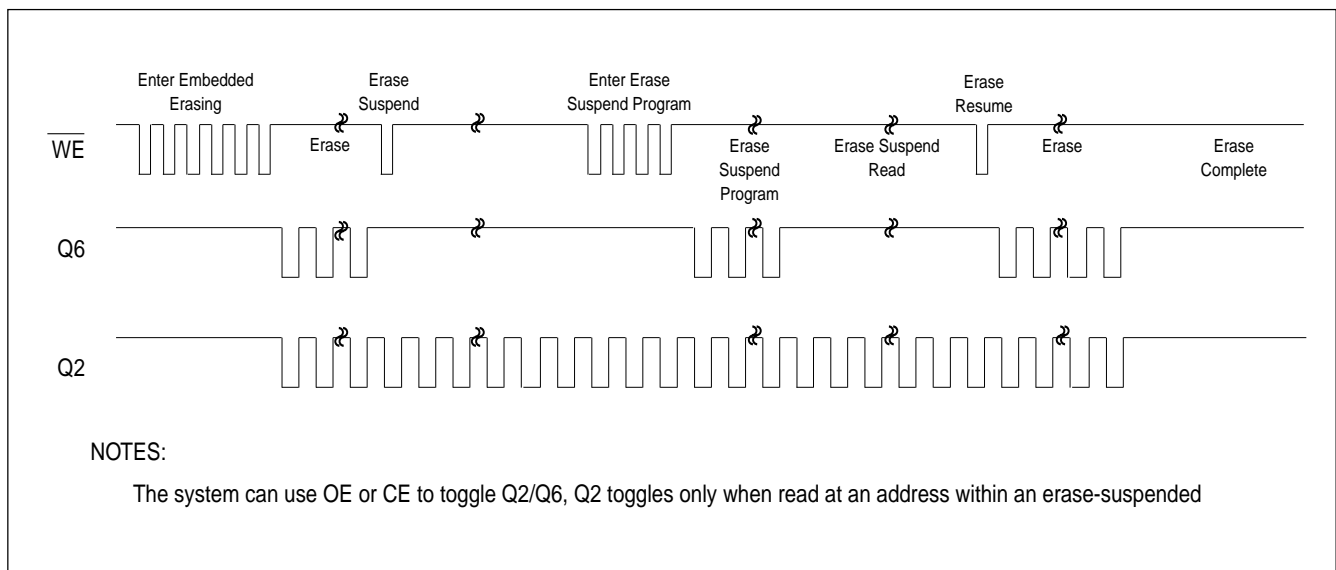 Enter Embedded
Erasing
Erase
Suspend
Enter Erase
Suspend Program
Erase
Resume
WE
Erase
Erase
Suspend
Program
Erase Suspend
Read
Erase
Erase
Complete
Q6
Q2
NOTES:
The system can use OE or CE to toggle Q2/Q6, Q2 toggles only when read at an address within an erase-suspended